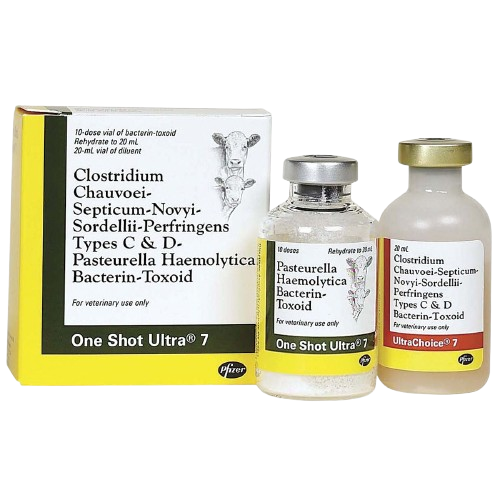 10-dose vial of bacterin-toxoid
Rehydrate to 20 mL
20-mL vial of diluent
Clostridium
Chauvoei-
Septicum-Novyi-
Sordellii-Perfringens
Types C & D-
Pasteurella Haemolytica
Bacterin-Toxoid
For veterinary use only
One Shot Ultra® 7
Pfizer
10 doses
Rehydrate to 20 mL
Pasteurella
Haemolytica
Bacterin-
Toxoid
For veterinary use only
One Shot Ultra® 7
Pfizer
20 mL
Clostridium
Chauvoei-Septicum-
Novyi-Sordellii-
Perfringens
Types C & D
Bacterin-Toxoid
For veterinary use only
UltraChoice® 7
Pfizer